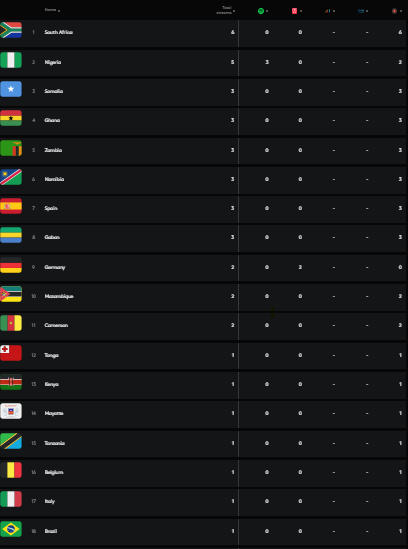 Name
Total
streams
1 South Africa 6 0 0 - - 6
2 Nigeria 5 3 0 - - 2
3 Somalia 3 0 0 - - 3
4 Ghana 3 0 0 - - 3
5 Zambia 3 0 0 - - 3
6 Namibia 3 0 0 - - 3
7 Spain 3 0 0 - - 3
8 Gabon 3 0 0 - - 3
9 Germany 2 0 2 - - 0
10 Mozambique 2 0 0 - - 2
11 Cameroon 2 0 0 - - 2
12 Tonga 1 0 0 - - 1
13 Kenya 1 0 0 - - 1
14 Mayotte 1 0 0 - - 1
15 Tanzania 1 0 0 - - 1
16 Belgium 1 0 0 - - 1
17 Italy 1 0 0 - - 1
18 Brazil 1 0 0 - - 1